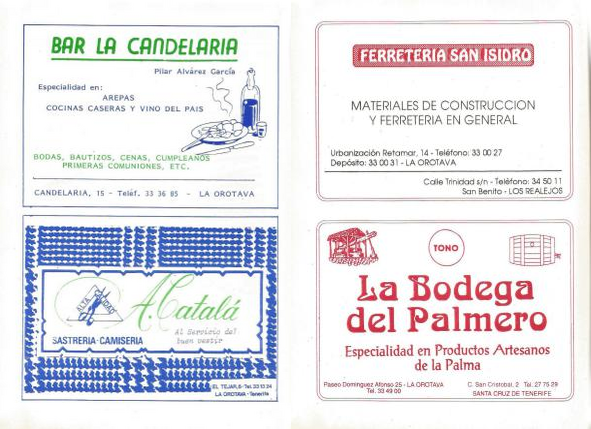 BAR LA CANDELARIA
Pilar Alvárez García
Especialidad en:
AREPAS
COCINAS CASERAS Y VINO DEL PAIS
BODAS, BAUTIZOS, CENAS, CUMPLEAÑOS
PRIMERAS COMUNIONES, ETC.
CANDELARIA, 15 - Teléf. 33 36 85 - LA OROTAVA
ALTA CALIDAD
A. Catalá
Al Servicio del
buen vestir
SASTRERIA-CAMISERIA
EL TEJAR,6- Tel. 33 13 24
LA OROTAVA - Tenerife
FERRETERIA SAN ISIDRO
MATERIALES DE CONSTRUCCION
Y FERRETERIA EN GENERAL
Urbanización Retamar, 14 - Teléfono: 33 00 27
Depósito: 33 00 31 - LA OROTAVA
Calle Trinidad s/n - Teléfono: 34 50 11
San Benito - LOS REALEJOS
TONO
La Bodega
del Palmero
Especialidad en Productos Artesanos
de la Palma
Paseo Dominguez Afonso 25 - LA OROTAVA
Tel. 33 49 00
C. San Cristobal, 2 Tel. 27 75 29
SANTA CRUZ DE TENERIFE